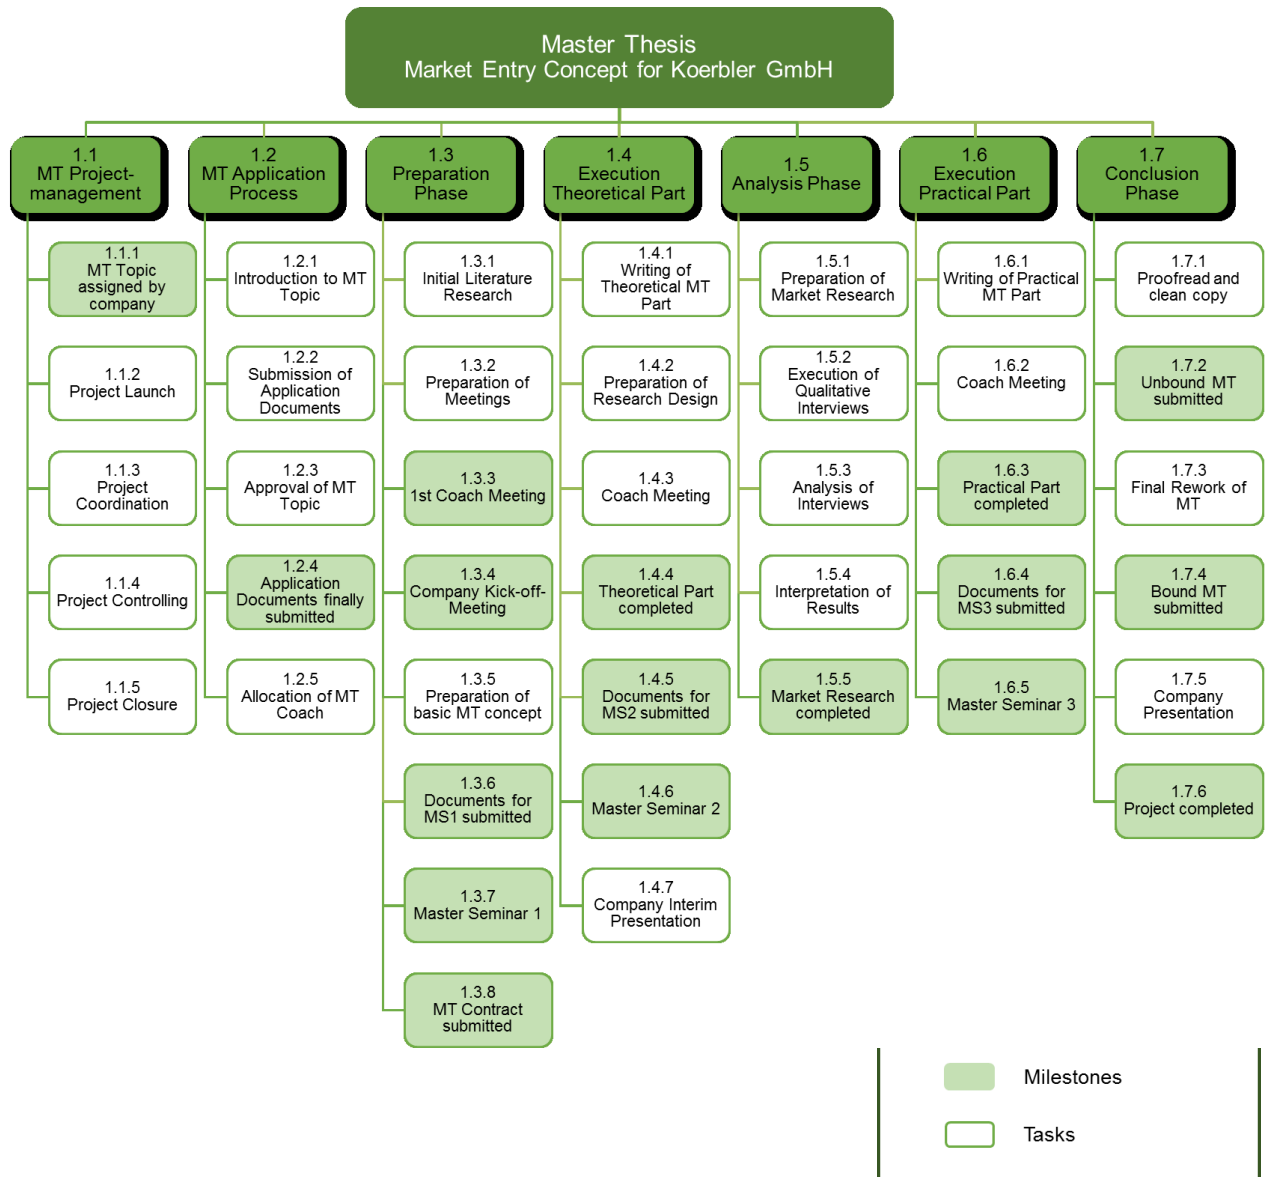 Master Thesis
Market Entry Concept for Koerbler GmbH
1.1
MT Project-
management
1.2
MT Application
Process
1.3
Preparation
Phase
1.4
Execution
Theoretical Part
1.5
Analysis Phase
1.6
Execution
Practical Part
1.7
Conclusion
Phase
1.1.1
MT Topic
assigned by
company
1.1.2
Project Launch
1.1.3
Project
Coordination
1.1.4
Project Controlling
1.1.5
Project Closure
1.2.1
Introduction to MT
Topic
1.2.2
Submission of
Application
Documents
1.2.3
Approval of MT
Topic
1.2.4
Application
Documents finally
submitted
1.2.5
Allocation of MT
Coach
1.3.1
Initial Literature
Research
1.3.2
Preparation of
Meetings
1.3.3
1st Coach Meeting
1.3.4
Company Kick-off-
Meeting
1.3.5
Preparation of
basic MT concept
1.3.6
Documents for
MS1 submitted
1.3.7
Master Seminar 1
1.3.8
MT Contract
submitted
1.4.1
Writing of
Theoretical MT
Part
1.4.2
Preparation of
Research Design
1.4.3
Coach Meeting
1.4.4
Theoretical Part
completed
1.4.5
Documents for
MS2 submitted
1.4.6
Master Seminar 2
1.4.7
Company Interim
Presentation
1.5.1
Preparation of
Market Research
1.5.2
Execution of
Qualitative
Interviews
1.5.3
Analysis of
Interviews
1.5.4
Interpretation of
Results
1.5.5
Market Research
completed
1.6.1
Writing of Practical
MT Part
1.6.2
Coach Meeting
1.6.3
Practical Part
completed
1.6.4
Documents for
MS3 submitted
1.6.5
Master Seminar 3
1.7.1
Proofread and
clean copy
1.7.2
Unbound MT
submitted
1.7.3
Final Rework of
MT
1.7.4
Bound MT
submitted
1.7.5
Company
Presentation
1.7.6
Project completed
Milestones
Tasks